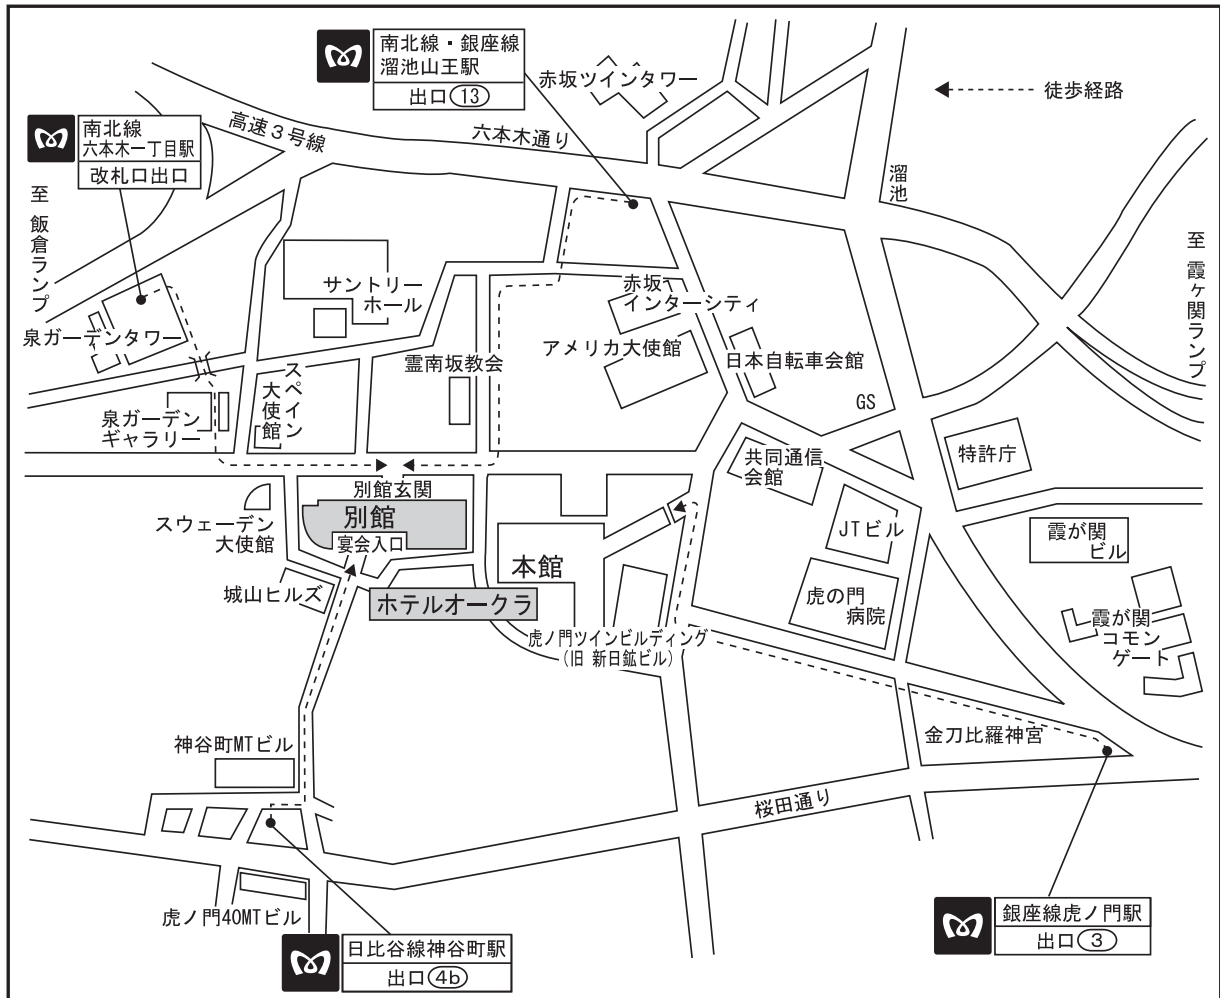 南北線・銀座線
溜池山王駅
出口13
赤坂ツインタワー
徒歩経路
南北線
六本木一丁目駅
改札口出口
高速３号線
六本木通り
溜池
至 飯倉ランプ
至 霞ヶ関ランプ
サントリー
ホール
赤坂
インターシティ
泉ガーデンタワー
アメリカ大使館
日本自転車会館
霊南坂教会
スペイン
大使館
GS
泉ガーデン
ギャラリー
共同通信
会館
特許庁
別館玄関
別館
宴会入口
スウェーデン
大使館
JTビル
霞が関
ビル
本館
城山ヒルズ
ホテルオークラ
虎の門
病院
霞が関
コモン
ゲート
虎ノ門ツインビルディング
（旧 新日鉱ビル）
神谷町MTビル
金刀比羅神宮
桜田通り
虎ノ門40MTビル
日比谷線神谷町駅
出口4b
銀座線虎ノ門駅
出口3